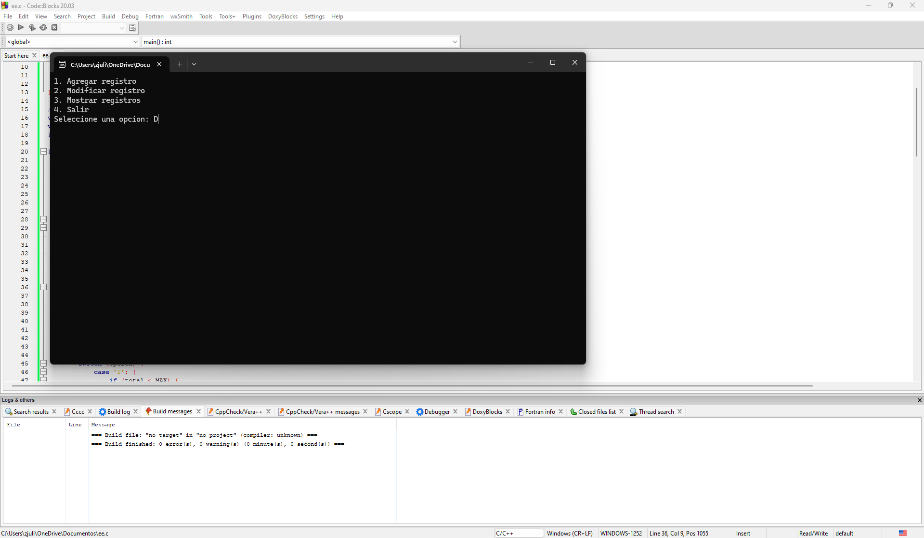 ee.c - Code::Blocks 20.03
File Edit View Search Project Build Debug Fortran wxSmith Tools Tools+ Plugins DoxyBlocks Settings Help
<global> main() : int
Start here
C:\Users\zjuli\OneDrive\Docu
1. Agregar registro
2. Modificar registro
3. Mostrar registros
4. Salir
Seleccione una opcion: D
10
11
12
13
14
15
16
17
18
19
20
21
22
23
24
25
26
27
28
29
30
31
32
33
34
35
36
37
38
39
40
41
42
43
44
45
46 case '1': {
47 if (total < MAX) {
Logs & others
Search results Cccc Build log Build messages CppCheck/Vera++ CppCheck/Vera++ messages Cscope Debugger DoxyBlocks Fortran info Closed files list Thread search
File Line Message
=== Build file: "no target" in "no project" (compiler: unknown) ===
=== Build finished: 0 error(s), 0 warning(s) (0 minute(s), 0 second(s)) ===
C:\Users\zjuli\OneDrive\Documentos\ee.c C/C++ Windows (CR+LF) WINDOWS-1252 Line 36, Col 9, Pos 1055 Insert Read/Write default